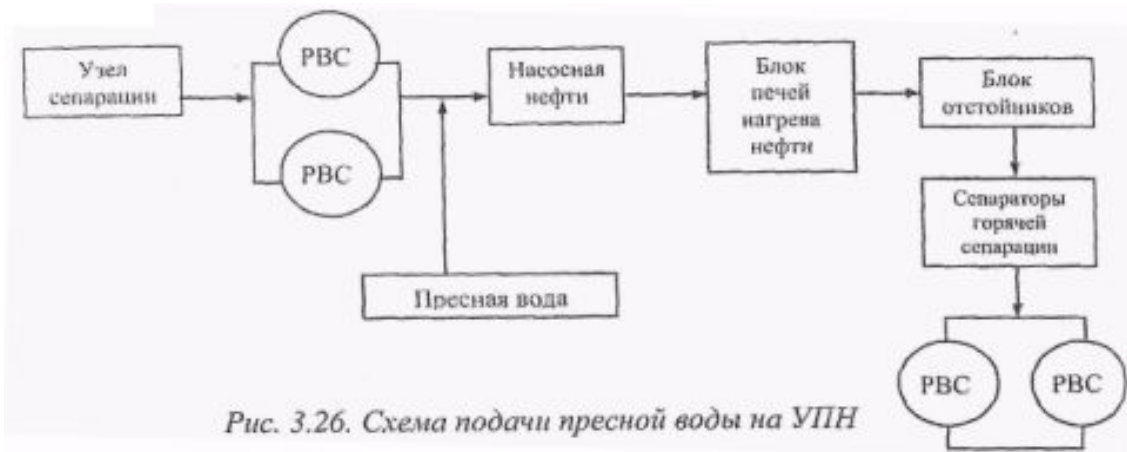 Узел
сепарации
РВС
РВС
Насосная
нефти
Блок
печей
нагрева
нефти
Блок
отстойников
Сепараторы
горячей
сепарации
Пресная вода
РВС
РВС
Рис. 3.26. Схема подачи пресной воды на УПН